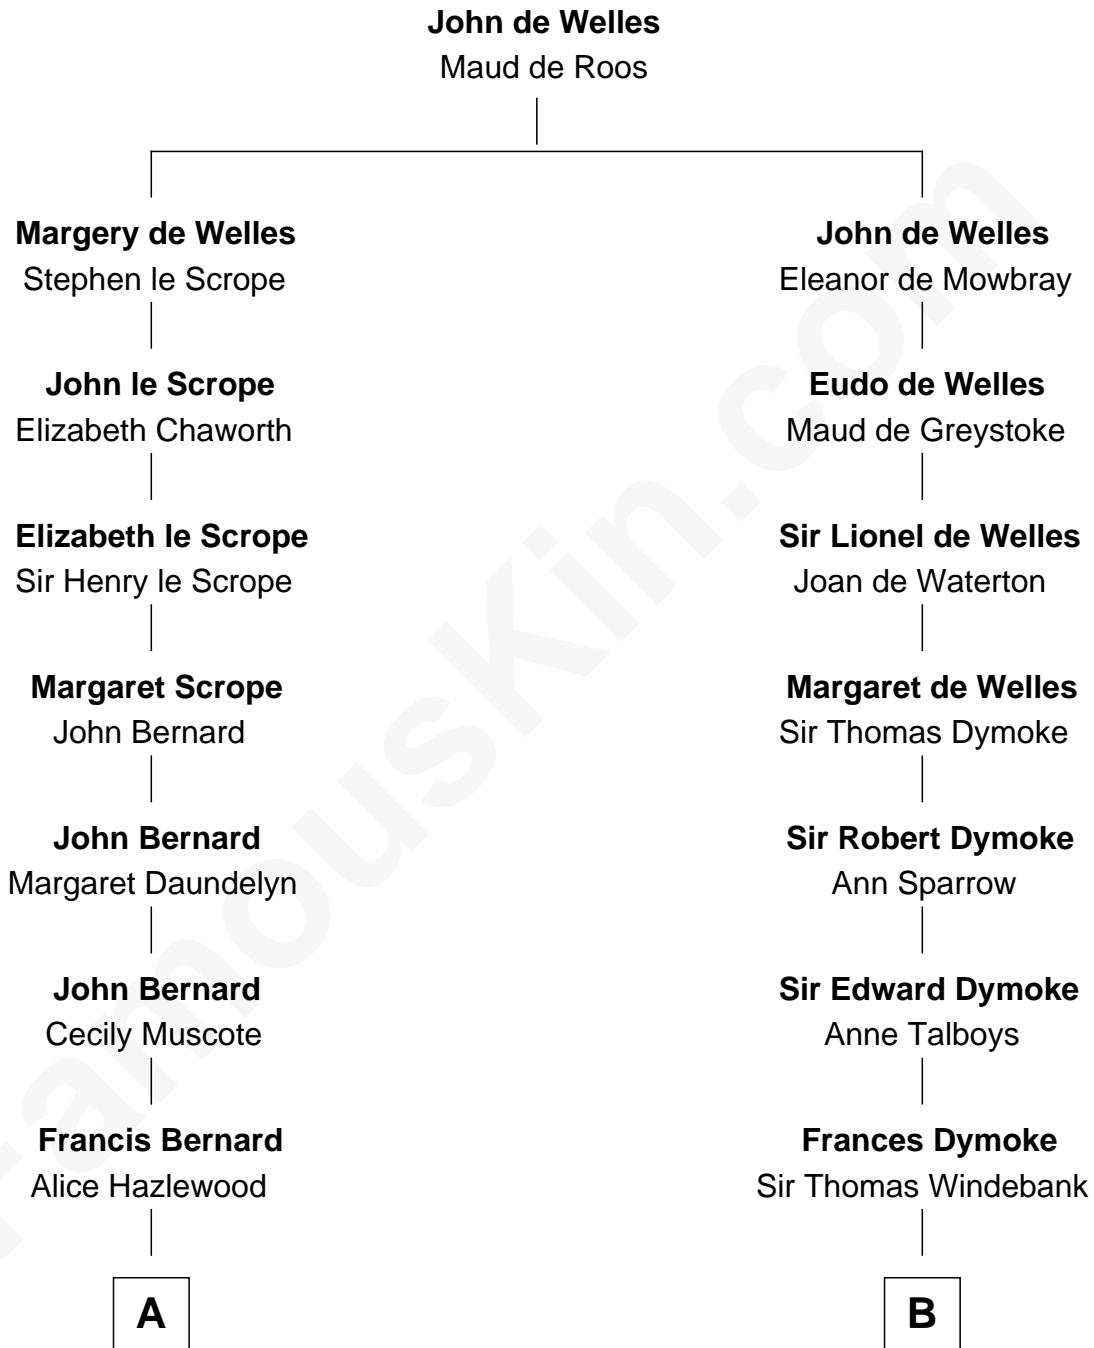 John de Welles
Maud de Roos
Margery de Welles
Stephen le Scrope
John le Scrope
Elizabeth Chaworth
Elizabeth le Scrope
Sir Henry le Scrope
Margaret Scrope
John Bernard
John Bernard
Margaret Daundelyn
John Bernard
Cecily Muscote
Francis Bernard
Alice Hazlewood
A
John de Welles
Eleanor de Mowbray
Eudo de Welles
Maud de Greystoke
Sir Lionel de Welles
Joan de Waterton
Margaret de Welles
Sir Thomas Dymoke
Sir Robert Dymoke
Ann Sparrow
Sir Edward Dymoke
Anne Talboys
Frances Dymoke
Sir Thomas Windebank
B
FamousKin.com